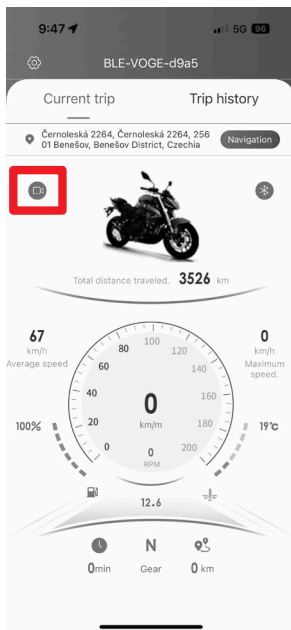 9:47 5G 96
BLE-VOGE-d9a5
Current trip Trip history
Černoleská 2264, Černoleská 2264, 256
01 Benešov, Benešov District, Czechia
Navigation
Total distance traveled. 3526 km
67
km/h
Average speed
0
km/h
Maximum
speed.
0 20 40 60 80 100 120 140 160 180 200
0
km/m
0
RPM
100%
19℃
12.6
0min
N
Gear
0 km